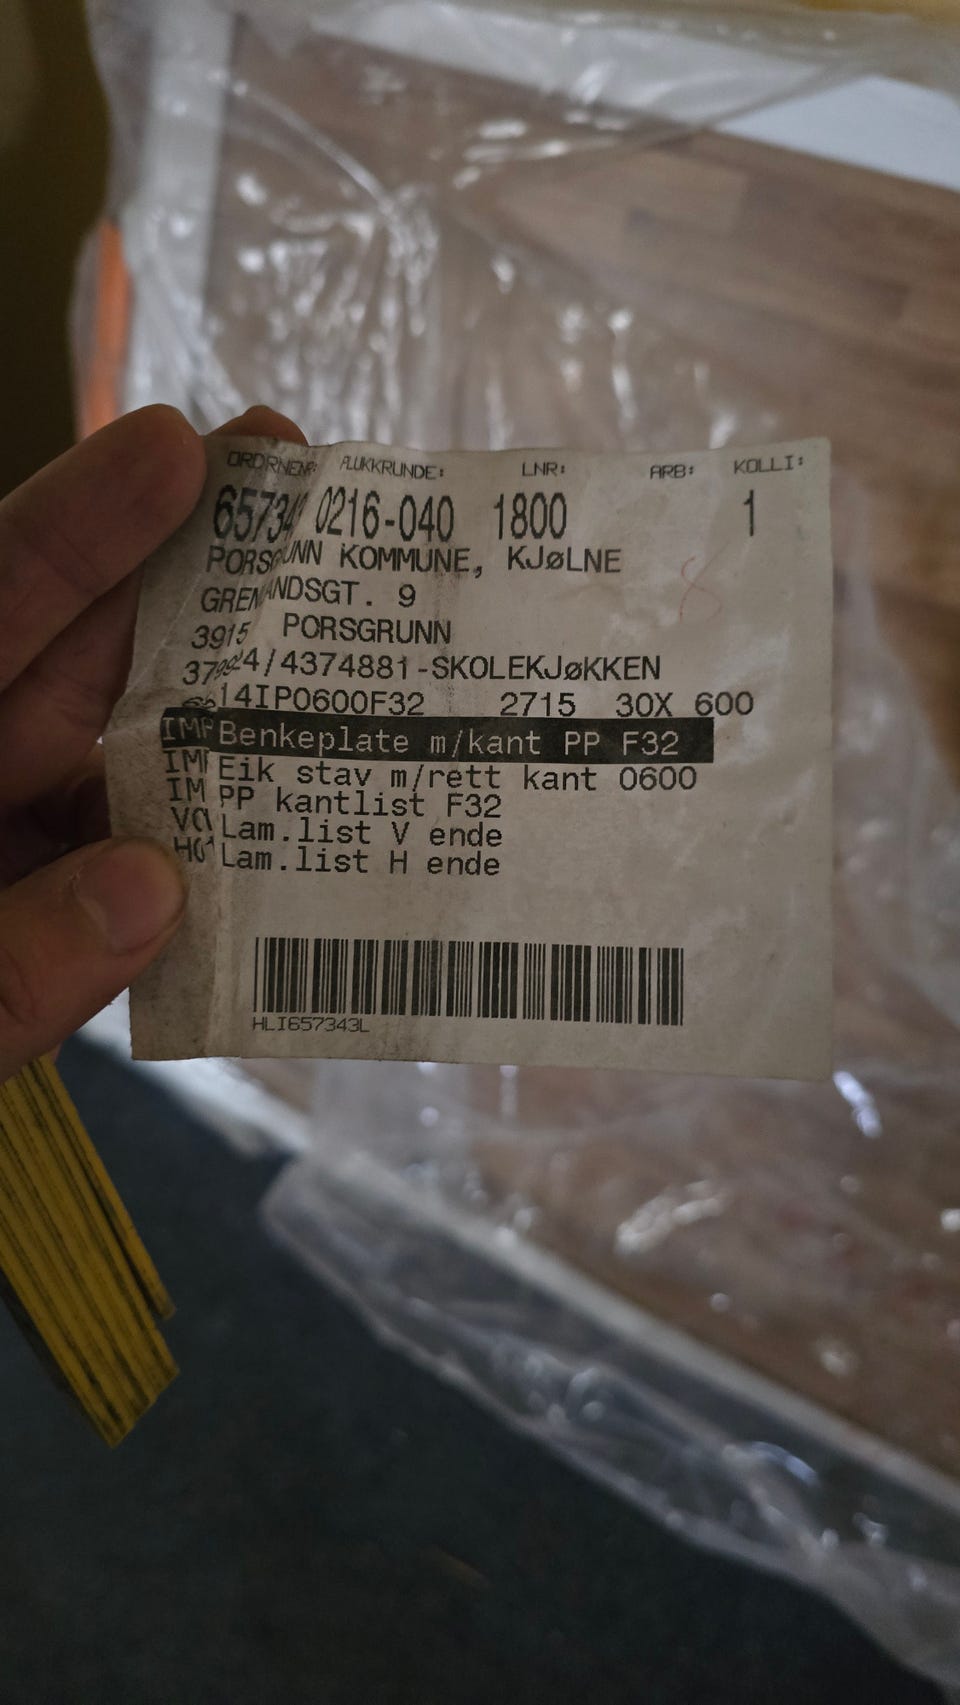 ORDRNENR: PLUKKRUNDE: LNR: ARB: KOLLI:
0216-040 1800 1
PORSGRUNN KOMMUNE, KJØLNE
GRENLANDSGT. 9
3915 PORSGRUNN
/4374881-SKOLEKJØKKEN
14IP0600F32 2715 30X 600
Benkeplate m/kant PP F32
Eik stav m/rett kant 0600
PP kantlist F32
Lam.list V ende
Lam.list H ende
HLI657343L